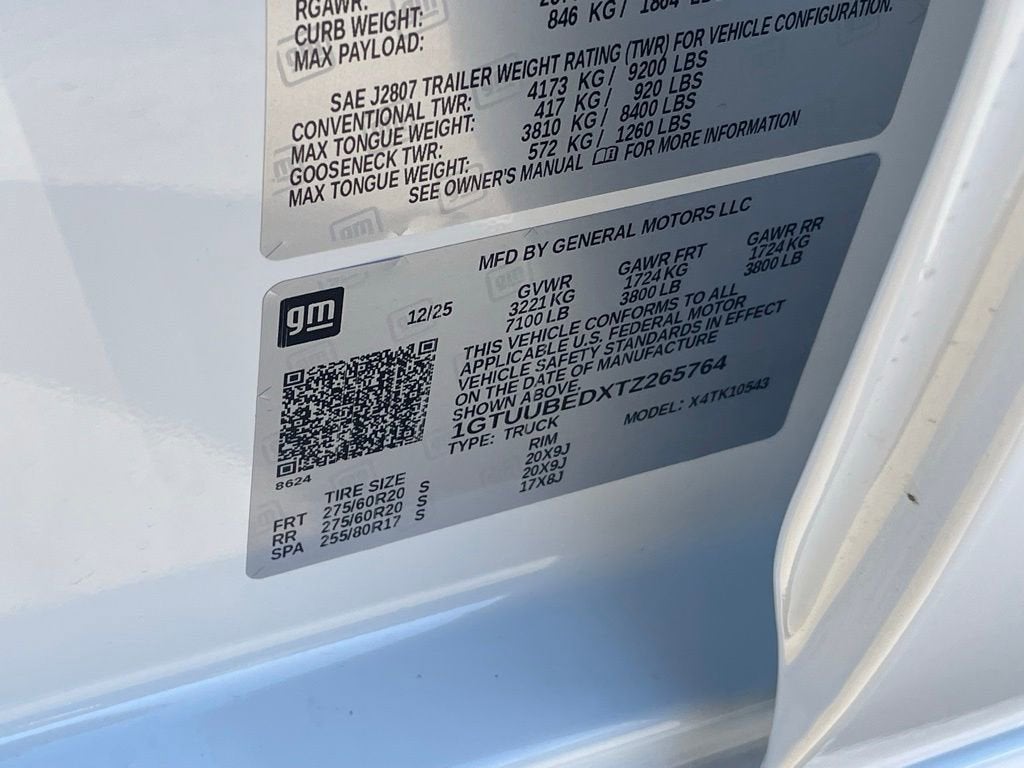 RGAWR:
CURB WEIGHT:
MAX PAYLOAD: 846 KG / 1864
SAE J2807 TRAILER WEIGHT RATING (TWR) FOR VEHICLE CONFIGURATION.
CONVENTIONAL TWR: 4173 KG / 9200 LBS
MAX TONGUE WEIGHT: 417 KG / 920 LBS
GOOSENECK TWR: 3810 KG / 8400 LBS
MAX TONGUE WEIGHT: 572 KG / 1260 LBS
SEE OWNER'S MANUAL FOR MORE INFORMATION
gm
MFD BY GENERAL MOTORS LLC
gm 12/25 GVWR GAWR FRT GAWR RR
3221 KG 1724 KG 1724 KG
7100 LB 3800 LB 3800 LB
THIS VEHICLE CONFORMS TO ALL
APPLICABLE U.S. FEDERAL MOTOR
VEHICLE SAFETY STANDARDS IN EFFECT
ON THE DATE OF MANUFACTURE
SHOWN ABOVE.
1GTUUBEDXTZ265764
TYPE: TRUCK MODEL: X4TK10543
8624
TIRE SIZE RIM
FRT 275/60R20 S 20X9J
RR 275/60R20 S 20X9J
SPA 255/80R17 S 17X8J